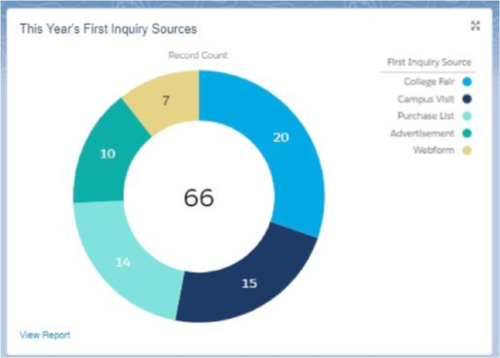 This Year's First Inquiry Sources
Record Count
First Inquiry Source
College Fair
Campus Visit
Purchase List
Advertisement
Webform
7
20
10
66
14
15
View Report